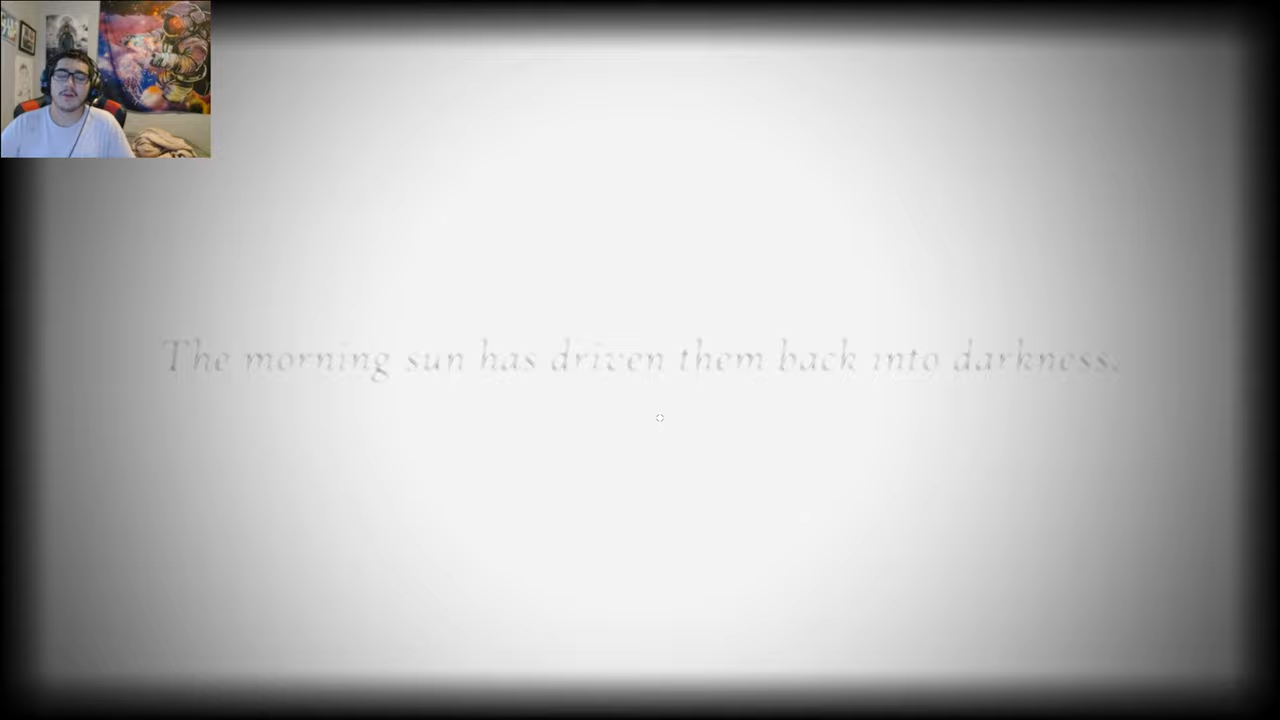 The morning sun has driven them back into darkness.